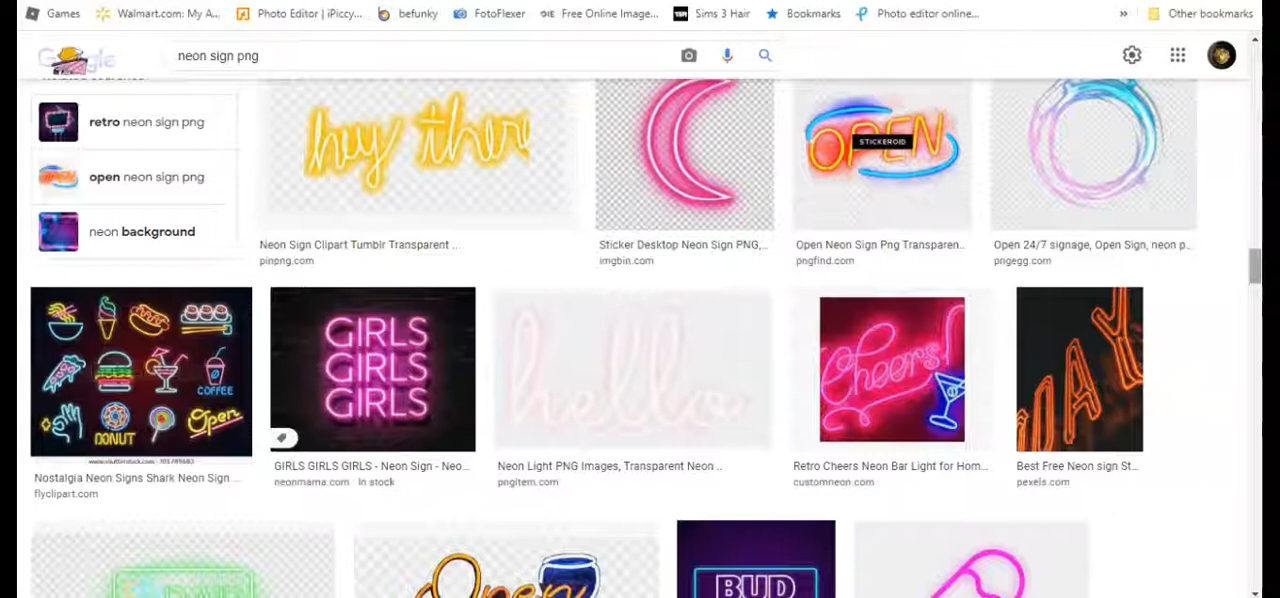 Games Walmart.com: My A... Photo Editor | iPiccy... befunky FotoFlexer Free Online Image... Sims 3 Hair Bookmarks Photo editor online... » Other bookmarks
neon sign png
retro neon sign png
open neon sign png
neon background
hey there
OPEN
STICKEROID
Neon Sign Clipart Tumblr Transparent ...
pinpng.com
Sticker Desktop Neon Sign PNG,...
imgbin.com
Open Neon Sign Png Transparen...
pngfind.com
Open 24/7 signage, Open Sign, neon p...
pngegg.com
COFFEE
DONUT
Open
Nostalgia Neon Signs Shark Neon Sign ...
flyclipart.com
GIRLS
GIRLS
GIRLS
GIRLS GIRLS GIRLS - Neon Sign - Neo...
neonmama.com · In stock
hello
Neon Light PNG Images, Transparent Neon ...
pngitem.com
Cheers!
Retro Cheers Neon Bar Light for Hom...
customneon.com
Best Free Neon sign St...
pexels.com
Open
BUD